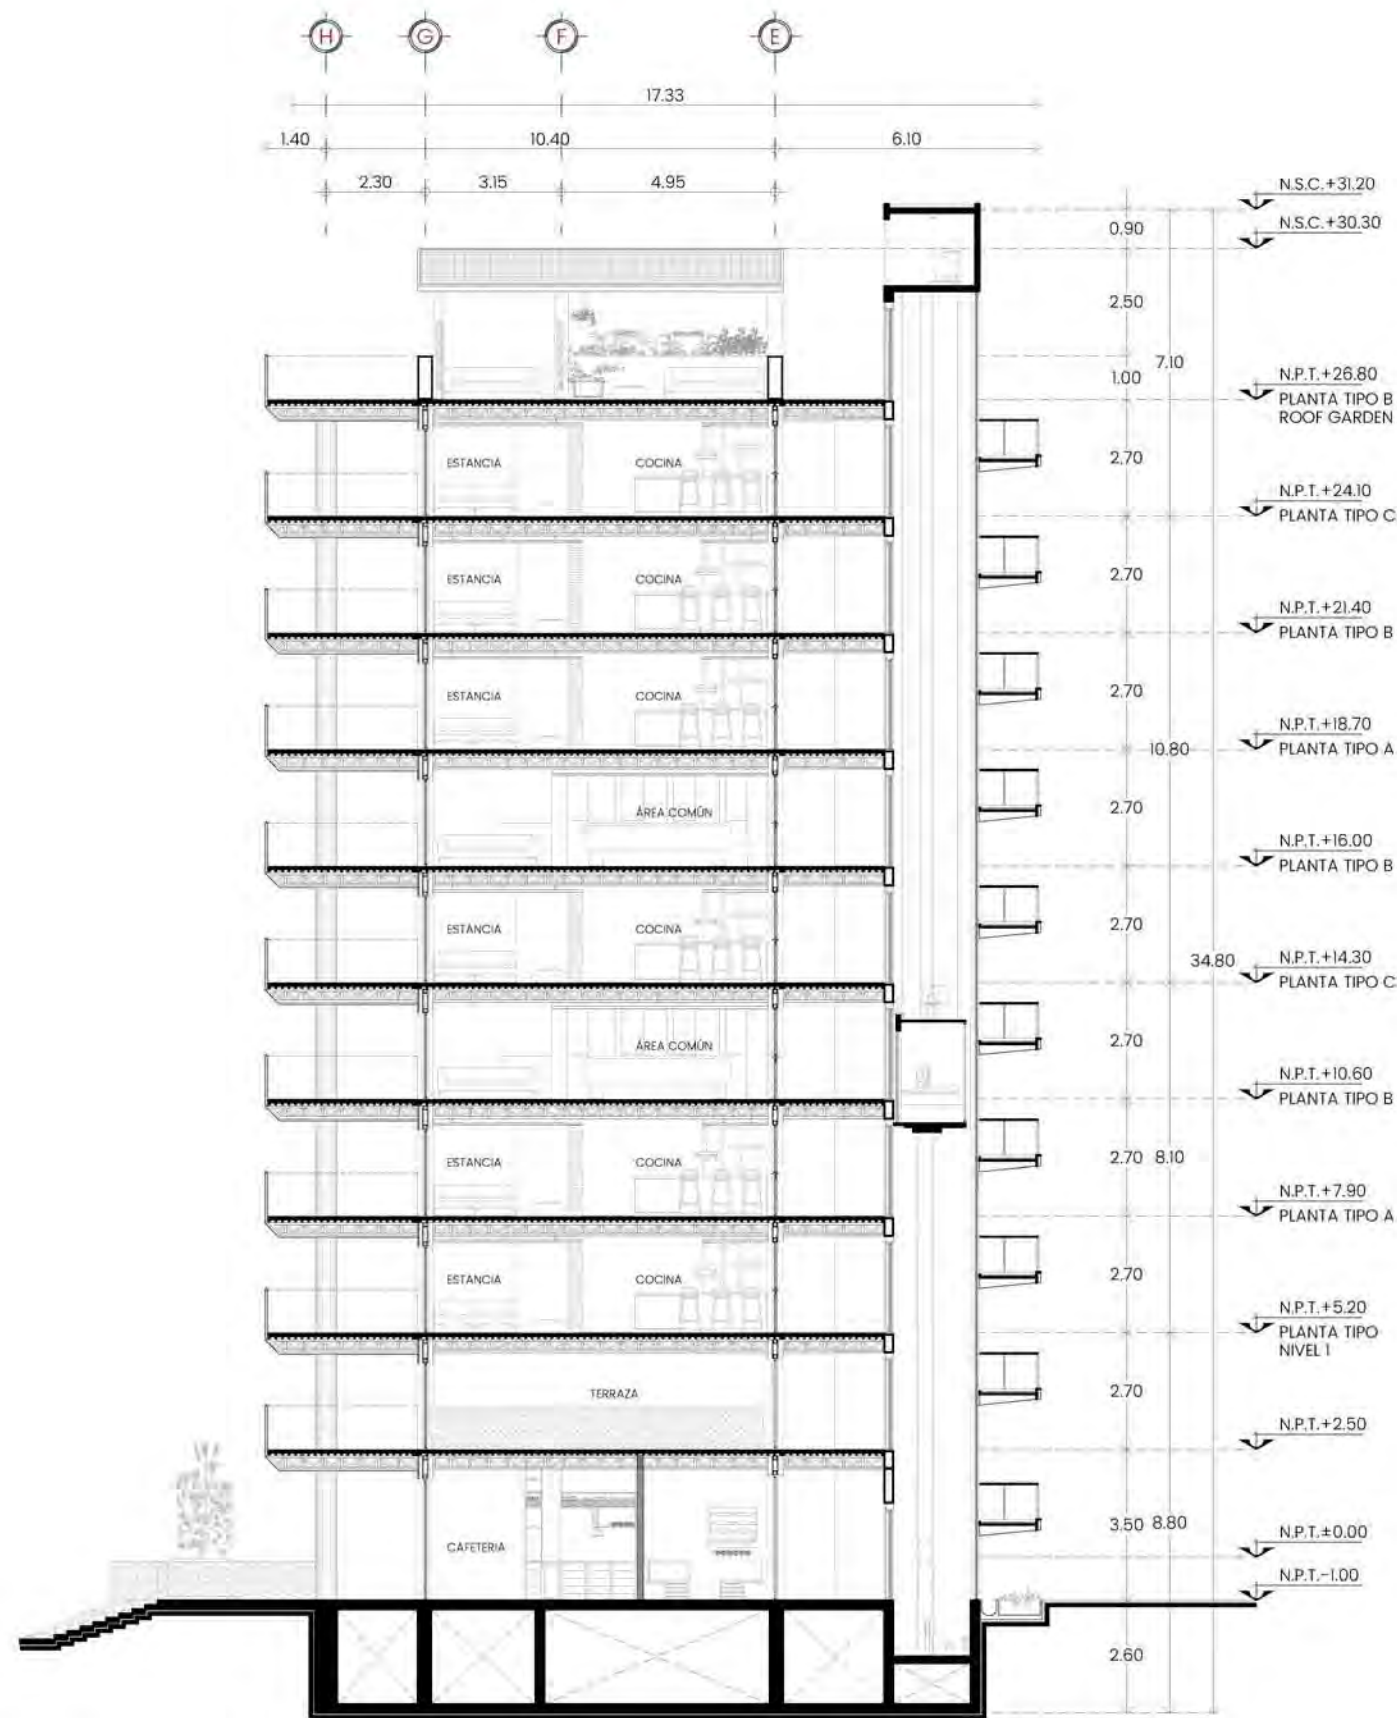 H G F E
17.33
1.40 10.40 6.10
2.30 3.15 4.95
N.S.C.+31.20
0.90
N.S.C.+30.30
2.50
7.10
1.00
N.P.T.+26.80
PLANTA TIPO B
ROOF GARDEN
ESTANCIA COCINA 2.70
N.P.T.+24.10
PLANTA TIPO C
ESTANCIA COCINA 2.70
N.P.T.+21.40
PLANTA TIPO B
ESTANCIA COCINA 2.70
N.P.T.+18.70
10.80 PLANTA TIPO A
ÁREA COMÚN 2.70
N.P.T.+16.00
PLANTA TIPO B
ESTANCIA COCINA 2.70
34.80 N.P.T.+14.30
PLANTA TIPO C
ÁREA COMÚN 2.70
N.P.T.+10.60
PLANTA TIPO B
ESTANCIA COCINA 2.70 8.10
N.P.T.+7.90
PLANTA TIPO A
ESTANCIA COCINA 2.70
N.P.T.+5.20
PLANTA TIPO
NIVEL 1
TERRAZA 2.70
N.P.T.+2.50
CAFETERIA 3.50 8.80
N.P.T.±0.00
N.P.T.-1.00
2.60